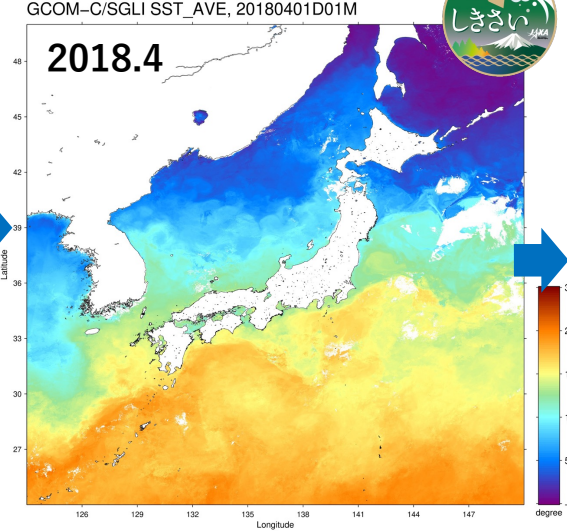 GCOM−C/SGLI SST_AVE, 20180401D01M
2018.4
しきさい
JAXA
48
45
42
39
36
33
30
27
Latitude
126
129
132
135
138
141
144
147
Longitude
degree